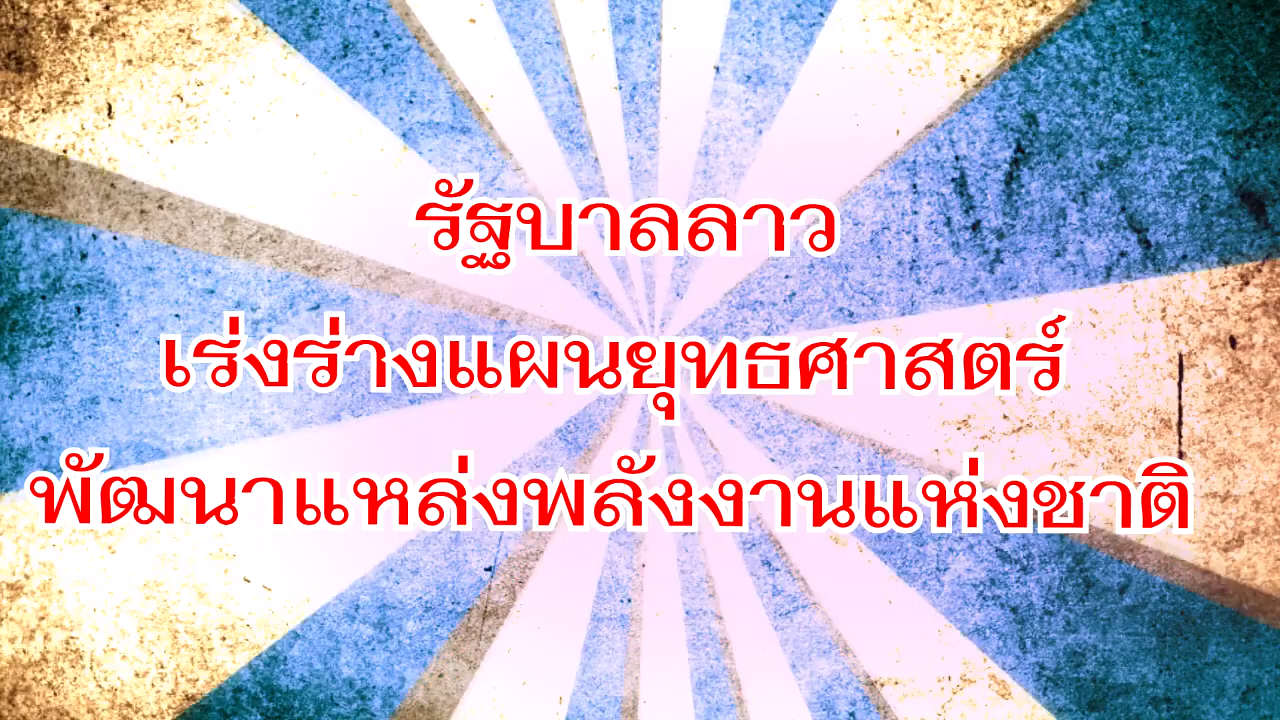 รัฐบาลลาว
เร่งร่างแผนยุทธศาสตร์
พัฒนาแหล่งพลังงานแห่งชาติ